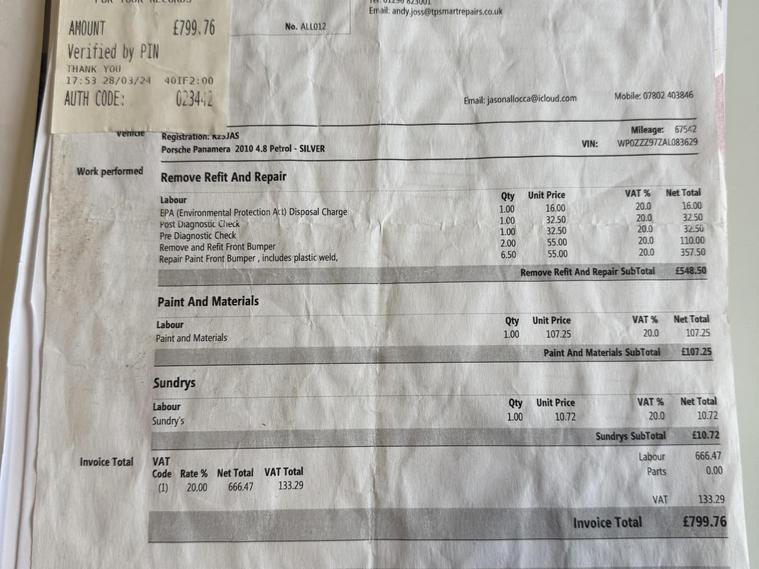 FOR YOUR RECORDS
AMOUNT £799.76
Verified by PIN
THANK YOU
17:53 28/03/24 40IF2:00
AUTH CODE: 023442
No. ALL012
Tel: 01296 823001
Email: andy.joss@tpsmartrepairs.co.uk
Email: jasonallocca@icloud.com Mobile: 07802 403846
Vehicle Registration: K25JAS Mileage: 67542
Porsche Panamera 2010 4.8 Petrol - SILVER VIN: WP0ZZZ97ZAL083629
Work performed Remove Refit And Repair
Labour Qty Unit Price VAT % Net Total
EPA (Environmental Protection Act) Disposal Charge 1.00 16.00 20.0 16.00
Post Diagnostic Check 1.00 32.50 20.0 32.50
Pre Diagnostic Check 1.00 32.50 20.0 32.50
Remove and Refit Front Bumper 2.00 55.00 20.0 110.00
Repair Paint Front Bumper , includes plastic weld, 6.50 55.00 20.0 357.50
Remove Refit And Repair SubTotal £548.50
Paint And Materials
Labour Qty Unit Price VAT % Net Total
Paint and Materials 1.00 107.25 20.0 107.25
Paint And Materials SubTotal £107.25
Sundrys
Labour Qty Unit Price VAT % Net Total
Sundry's 1.00 10.72 20.0 10.72
Sundrys SubTotal £10.72
Invoice Total VAT Code Rate % Net Total VAT Total
(1) 20.00 666.47 133.29
Labour 666.47
Parts 0.00
VAT 133.29
Invoice Total £799.76